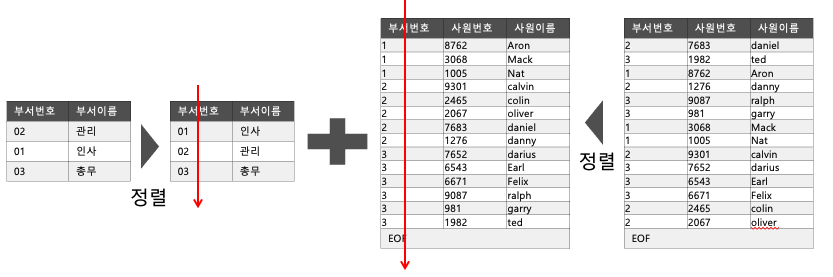 부서번호 부서이름
02 관리
01 인사
03 총무
정렬
부서번호 부서이름
01 인사
02 관리
03 총무
부서번호 사원번호 사원이름
1 8762 Aron
1 3068 Mack
1 1005 Nat
2 9301 calvin
2 2465 colin
2 2067 oliver
2 7683 daniel
2 1276 danny
3 7652 darius
3 6543 Earl
3 6671 Felix
3 9087 ralph
3 981 garry
3 1982 ted
EOF
정렬
부서번호 사원번호 사원이름
2 7683 daniel
3 1982 ted
1 8762 Aron
2 1276 danny
3 9087 ralph
3 981 garry
1 3068 Mack
1 1005 Nat
2 9301 calvin
3 7652 darius
3 6543 Earl
3 6671 Felix
2 2465 colin
2 2067 oliver
EOF